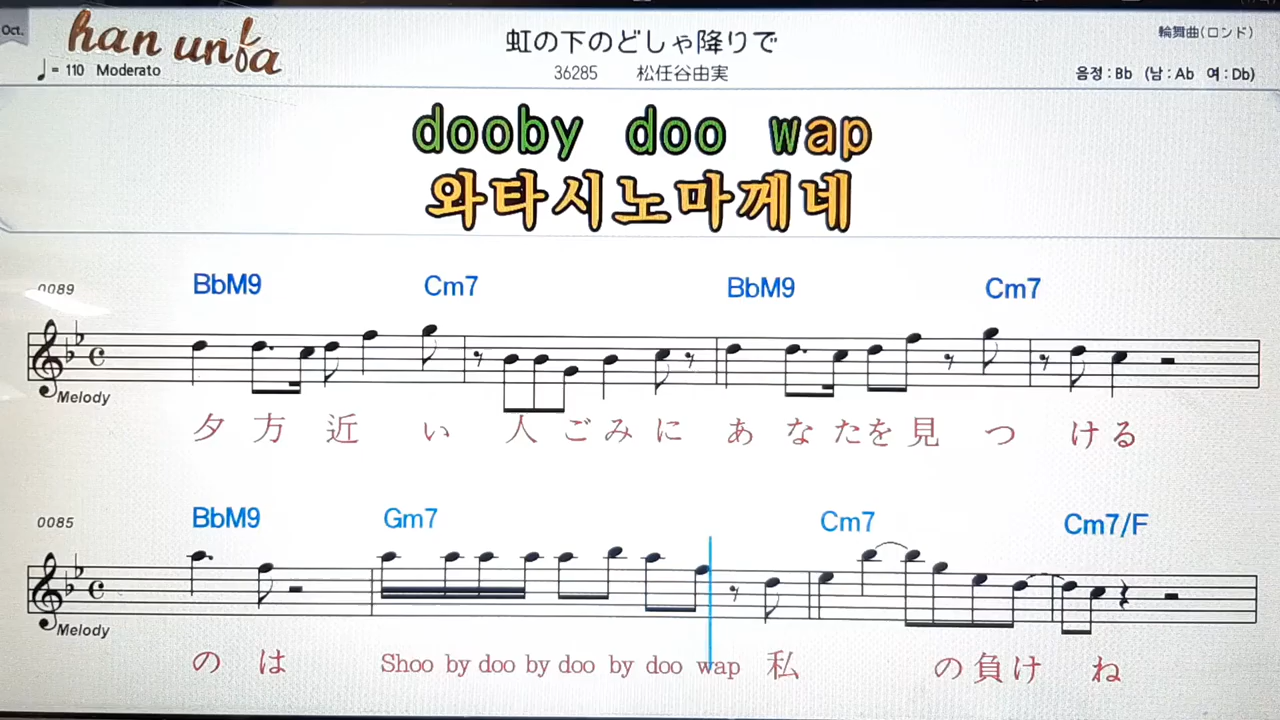 Oct.
han unља
♩= 110 Moderato
虹の下のどしゃ降りで
36285 松任谷由実
輪舞曲(ロンド)
음정 : Bb (남 : Ab 여 : Db)
dooby doo wap
와타시노마께네
0089 BbM9 Cm7 BbM9 Cm7
Melody
夕 方 近 い 人 ご み に あ な た を 見 つ け る
0085 BbM9 Gm7 Cm7 Cm7/F
Melody
の は Shoo by doo by doo by doo wap 私 の 負 け ね